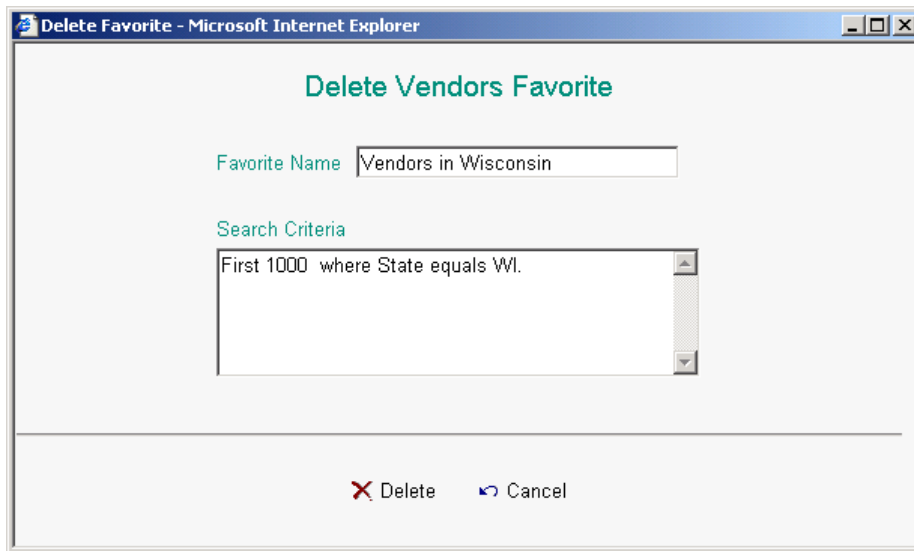 Delete Favorite - Microsoft Internet Explorer
Delete Vendors Favorite
Favorite Name Vendors in Wisconsin
Search Criteria
First 1000  where State equals WI.
Delete Cancel